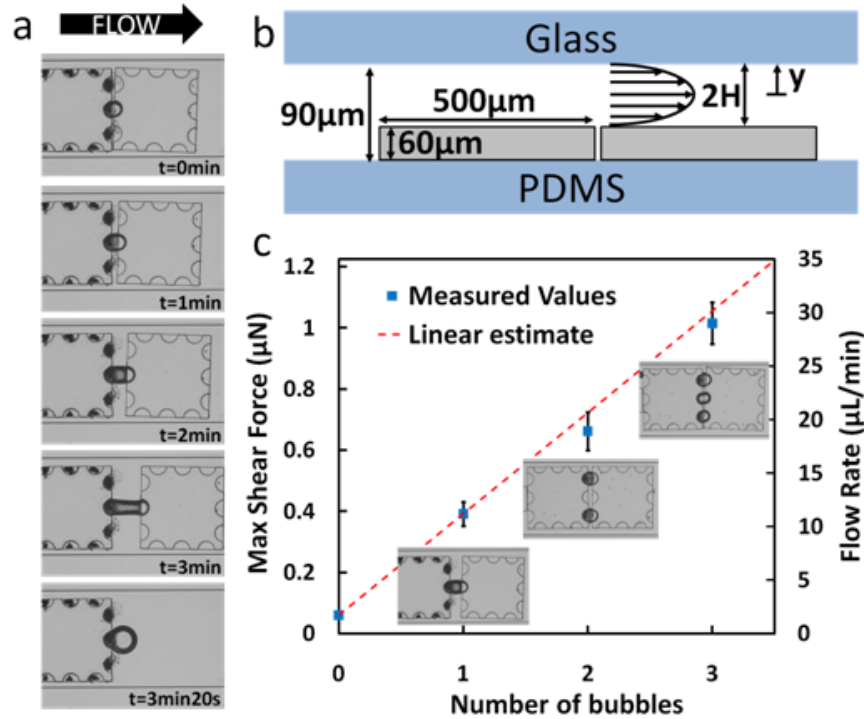 a
FLOW
t=0min
t=1min
t=2min
t=3min
t=3min20s
b
Glass
90µm
500µm
60µm
2H
y
PDMS
c
Max Shear Force (µN)
1.2
1
0.8
0.6
0.4
0.2
0
Measured Values
Linear estimate
35
30
25
20
15
10
5
0
Flow Rate (µL/min)
0 1 2 3
Number of bubbles